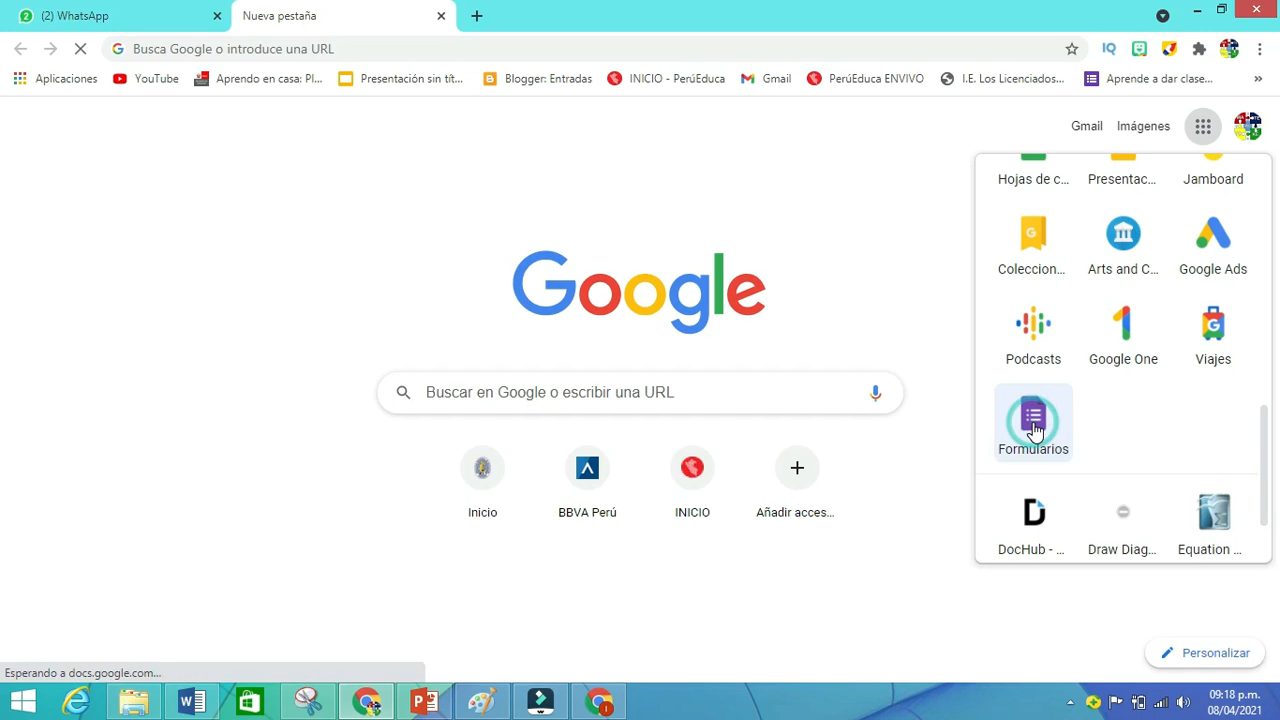 (2) WhatsApp
Nueva pestaña
Busca Google o introduce una URL
Aplicaciones YouTube Aprendo en casa: Pl... Presentación sin tít... Blogger: Entradas INICIO - PerúEduca Gmail PerúEduca ENVIVO I.E. Los Licenciados... Aprende a dar clase... »
Gmail Imágenes
Hojas de c... Presentac... Jamboard
Coleccion... Arts and C... Google Ads
Podcasts Google One Viajes
Formularios
DocHub - ... Draw Diag... Equation ...
Google
Buscar en Google o escribir una URL
Inicio BBVA Perú INICIO Añadir acces...
Personalizar
Esperando a docs.google.com...
09:18 p.m.
08/04/2021